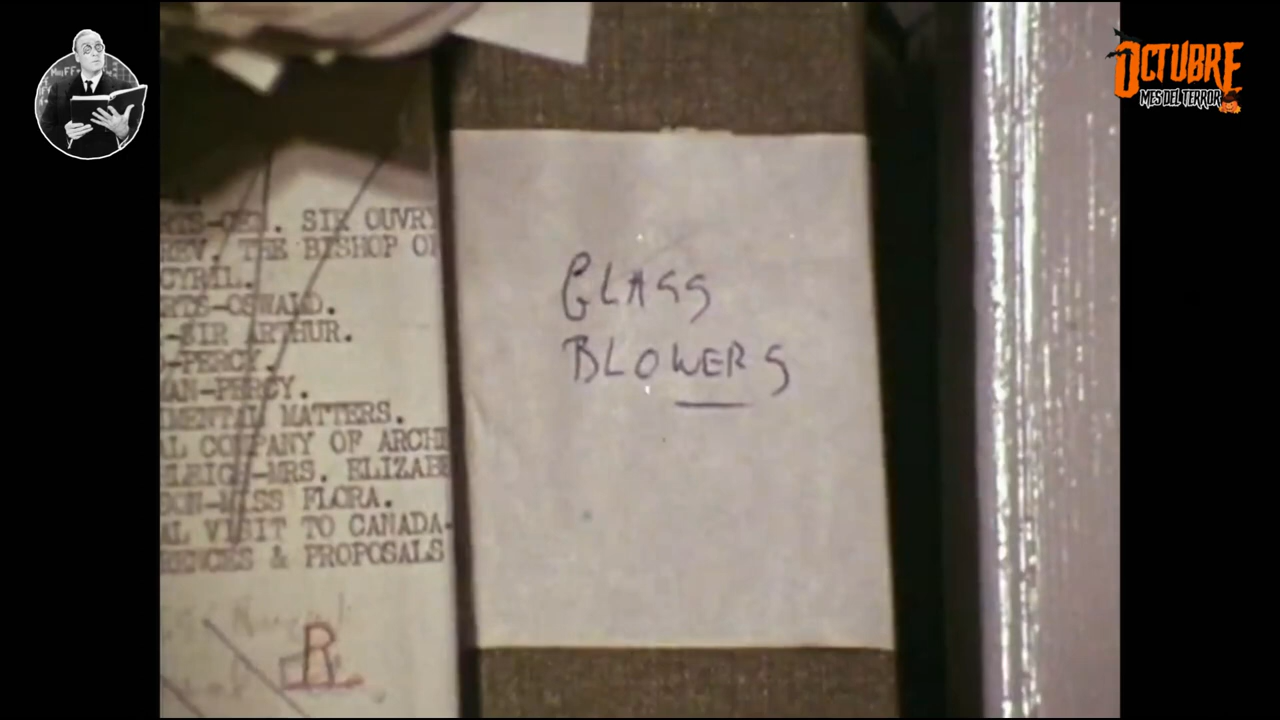 OCTUBRE
MES DEL TERROR
SIR OUVRY
REV. THE BISHOP OF
CYRIL.
-OSWALD.
-SIR ARTHUR.
-PERCY.
-PERCY.
MATTERS.
COMPANY OF
-MRS.
-MISS FLORA.
VISIT TO CANADA-
& PROPOSALS
R
GLASS
BLOWERS